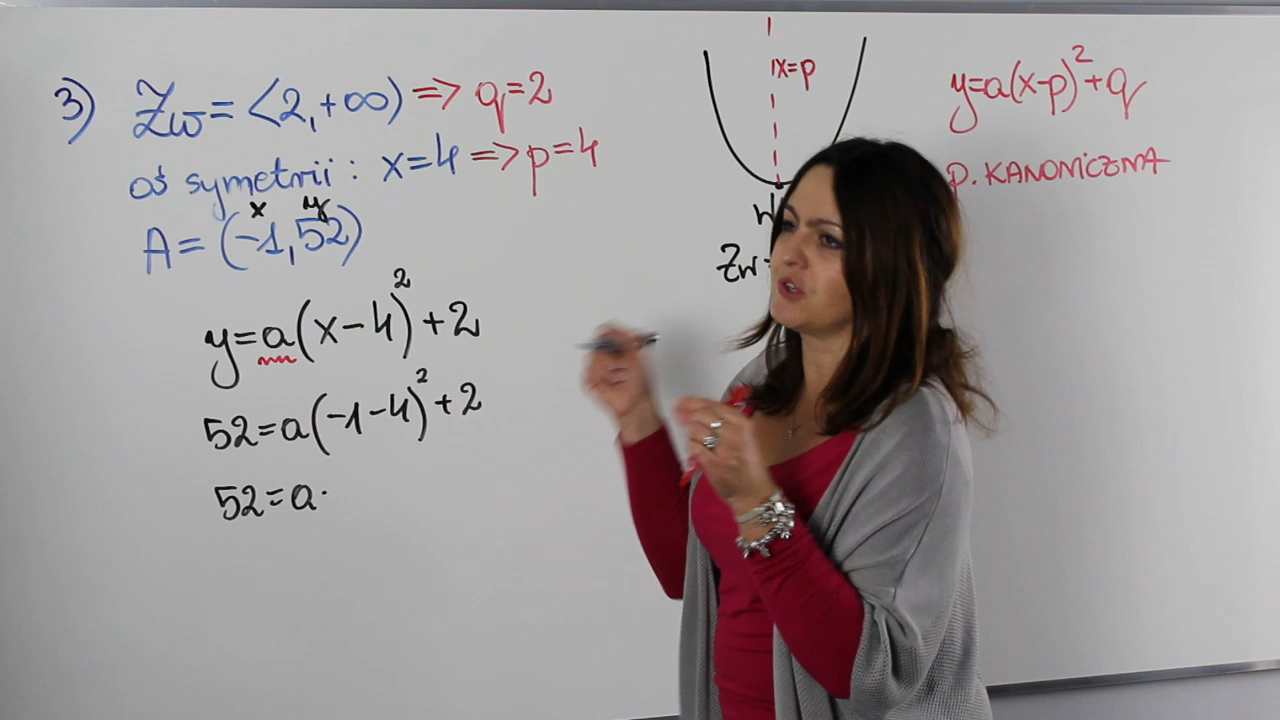 3) Zw = <2,+∞) => q=2
oś symetrii: x=4 => p=4
x y
A = (-1,52)
y=a(x-4)²+2
52=a(-1-4)²+2
52=a·
x=p
W
Zw
y=a(x-p)²+q
p. KANONICZNA